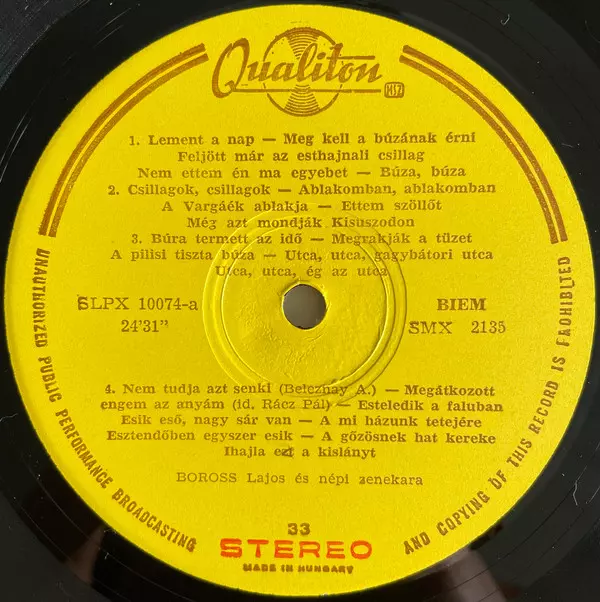 Qualiton
MSZ
1. Lement a nap — Meg kell a búzának érni
Feljött már az esthajnali csillag
Nem ettem én ma egyebet — Búza, búza
2. Csillagok, csillagok — Ablakomban, ablakomban
A Vargáék ablakja — Ettem szöllőt
Még azt mondják Kisuszodon
3. Búra termett az idő — Megrakják a tüzet
A pilisi tiszta búza — Utca, utca, gagybátori utca
Utca, utca, ég az utca
SLPX 10074-a
24'31"
BIEM
SMX 2135
4. Nem tudja azt senki (Belcznay A.) — Megátkozott
engem az anyám (id. Rácz Pál) — Esteledik a faluban
Esik eső, nagy sár van — A mi házunk tetejére
Esztendőben egyszer esik — A gőzösnek hat kereke
Ihajla ezt a kislányt
BOROSS Lajos és népi zenekara
33
STEREO
MADE IN HUNGARY
UNAUTHORIZED PUBLIC PERFORMANCE BROADCASTING
AND COPYING OF THIS RECORD IS PROHIBITED